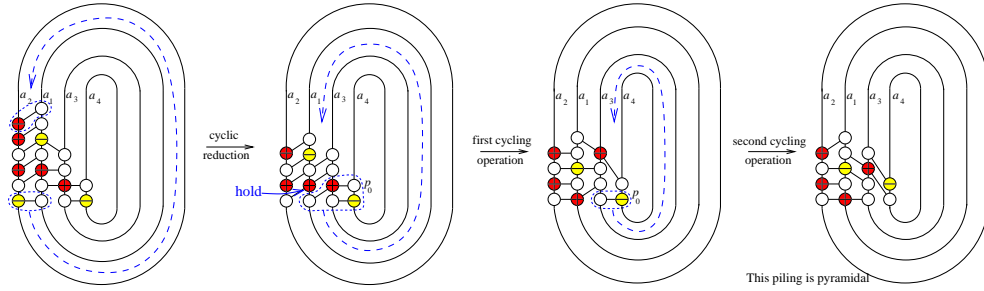 a2 a1 a3 a4
cyclic
reduction
a2 a1 a3 a4
hold
p0
first cycling
operation
a2 a1 a3 a4
p0
second cycling
operation
a2 a1 a3 a4
This piling is pyramidal